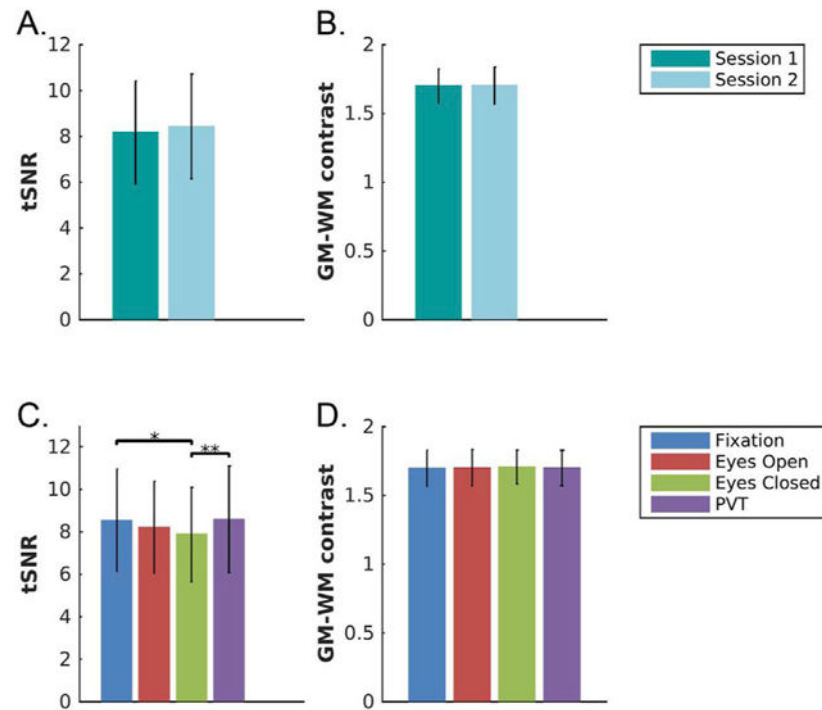 A.
12
10
8
6
4
2
0
tSNR
B.
2
1.5
1
0.5
0
GM-WM contrast
Session 1
Session 2
C.
12
10
8
6
4
2
0
tSNR
*
**
D.
2
1.5
1
0.5
0
GM-WM contrast
Fixation
Eyes Open
Eyes Closed
PVT